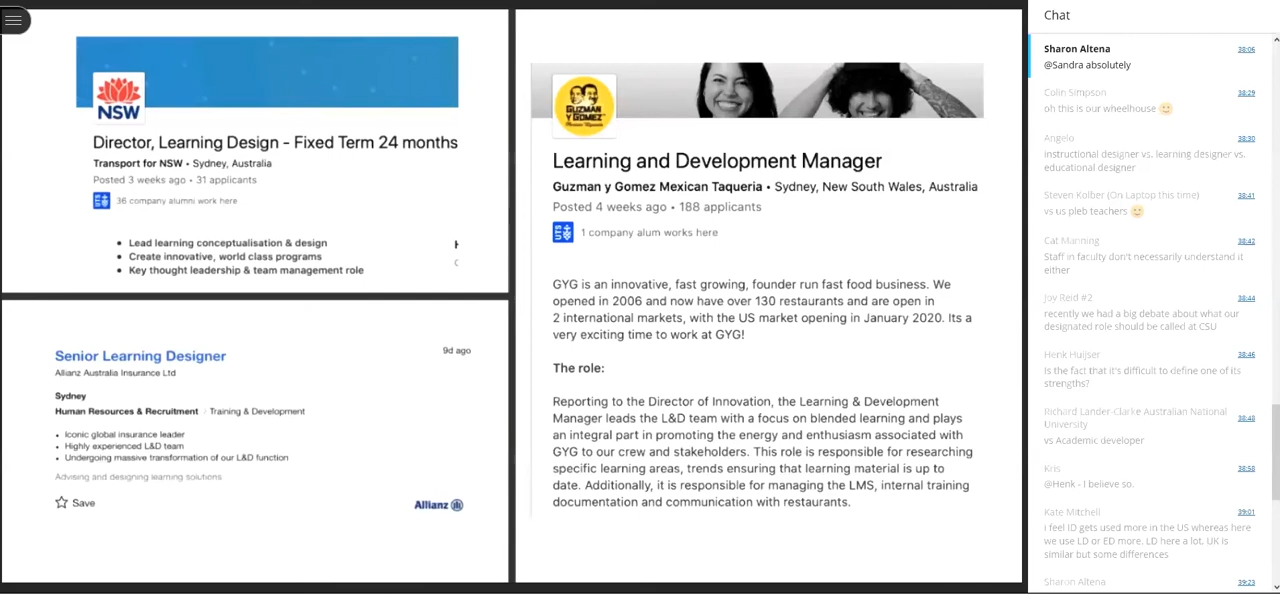 NSW
Director, Learning Design - Fixed Term 24 months
Transport for NSW • Sydney, Australia
Posted 3 weeks ago • 31 applicants
36 company alumni work here
• Lead learning conceptualisation & design
• Create innovative, world class programs
• Key thought leadership & team management role
Senior Learning Designer
9d ago
Allianz Australia Insurance Ltd
Sydney
Human Resources & Recruitment / Training & Development
• Iconic global insurance leader
• Highly experienced L&D team
• Undergoing massive transformation of our L&D function
Advising and designing learning solutions
Save
Allianz
GUZMAN
Y GOMEZ
Learning and Development Manager
Guzman y Gomez Mexican Taqueria • Sydney, New South Wales, Australia
Posted 4 weeks ago • 188 applicants
UTS
1 company alum works here
GYG is an innovative, fast growing, founder run fast food business. We
opened in 2006 and now have over 130 restaurants and are open in
2 international markets, with the US market opening in January 2020. Its a
very exciting time to work at GYG!
The role:
Reporting to the Director of Innovation, the Learning & Development
Manager leads the L&D team with a focus on blended learning and plays
an integral part in promoting the energy and enthusiasm associated with
GYG to our crew and stakeholders. This role is responsible for researching
specific learning areas, trends ensuring that learning material is up to
date. Additionally, it is responsible for managing the LMS, internal training
documentation and communication with restaurants.
Chat
Sharon Altena 38:06
@Sandra absolutely
Colin Simpson 38:29
oh this is our wheelhouse 🙂
Angelo 38:30
instructional designer vs. learning designer vs.
educational designer
Steven Kolber (On Laptop this time) 38:41
vs us pleb teachers 🙂
Cat Manning 38:42
Staff in faculty don't necessarily understand it
either
Joy Reid #2 38:44
recently we had a big debate about what our
designated role should be called at CSU
Henk Huijser 38:46
Is the fact that it's difficult to define one of its
strengths?
Richard Lander-Clarke Australian National
University 38:48
vs Academic developer
Kris 38:58
@Henk - I believe so.
Kate Mitchell 39:01
i feel ID gets used more in the US whereas here
we use LD or ED more. LD here a lot. UK is
similar but some differences
Sharon Altena 39:23